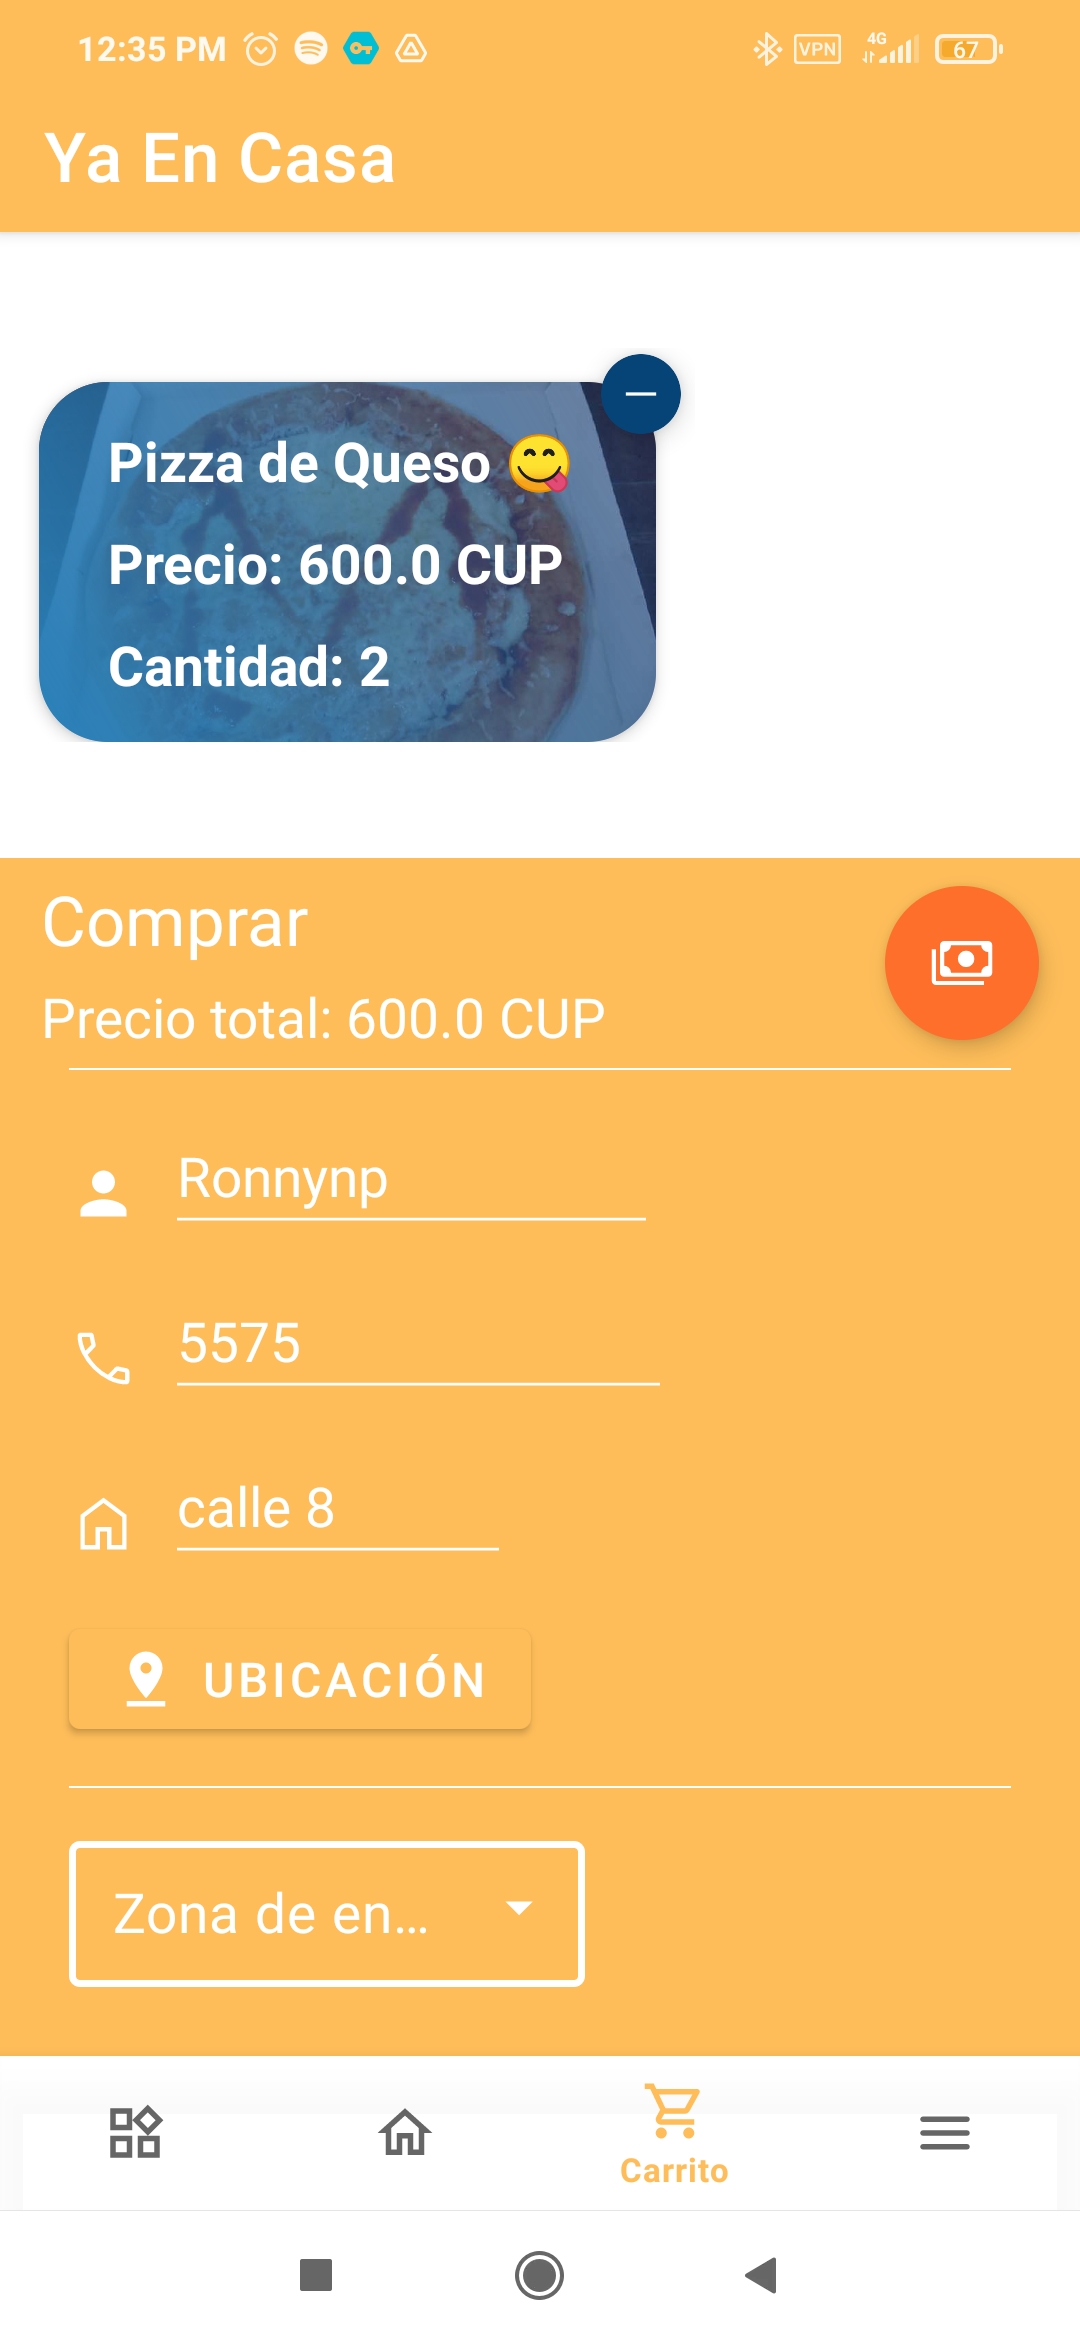 12:35 PM
VPN 4G 67
Ya En Casa
Pizza de Queso 😋
Precio: 600.0 CUP
Cantidad: 2
Comprar
Precio total: 600.0 CUP
Ronnynp
5575
calle 8
UBICACIÓN
Zona de en...
Carrito